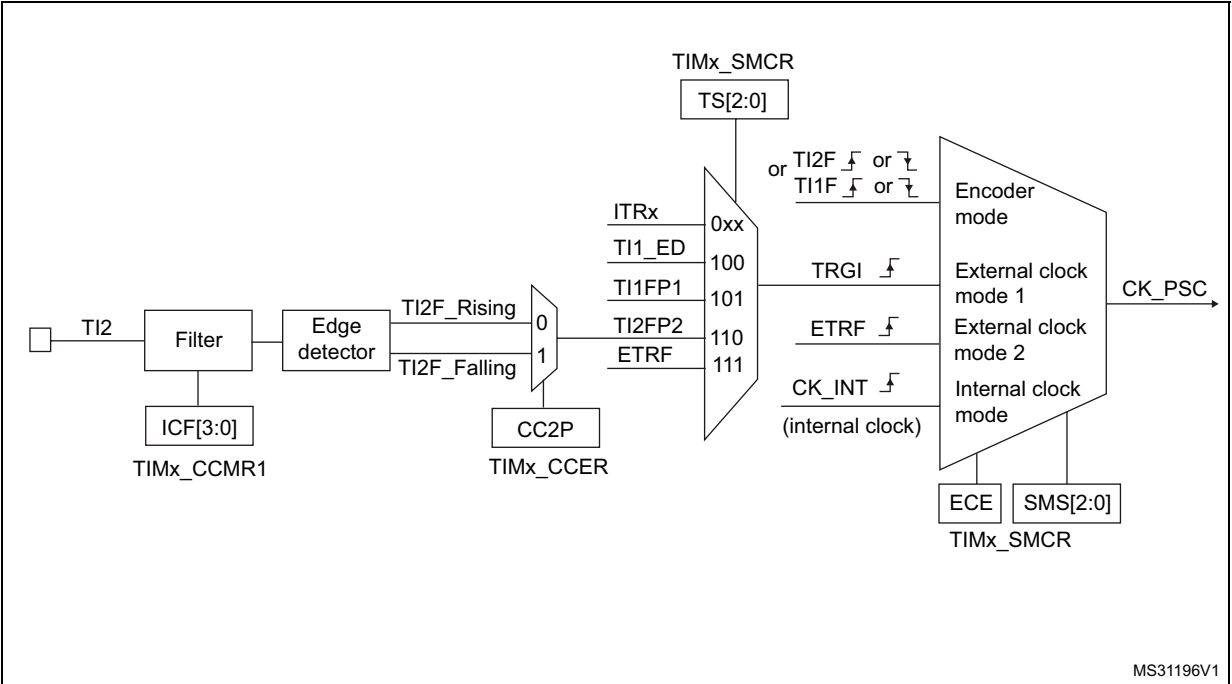 TIMx_SMCR
TS[2:0]
or TI2F or
TI1F or
Encoder
mode
ITRx
0xx
TI1_ED
100
TRGI
External clock
mode 1
CK_PSC
TI1FP1
101
TI2F_Rising
0
TI2FP2
110
ETRF
External clock
mode 2
TI2
Filter
Edge
detector
1
TI2F_Falling
ETRF
111
CK_INT
Internal clock
mode
(internal clock)
ICF[3:0]
CC2P
TIMx_CCMR1
TIMx_CCER
ECE
SMS[2:0]
TIMx_SMCR
MS31196V1